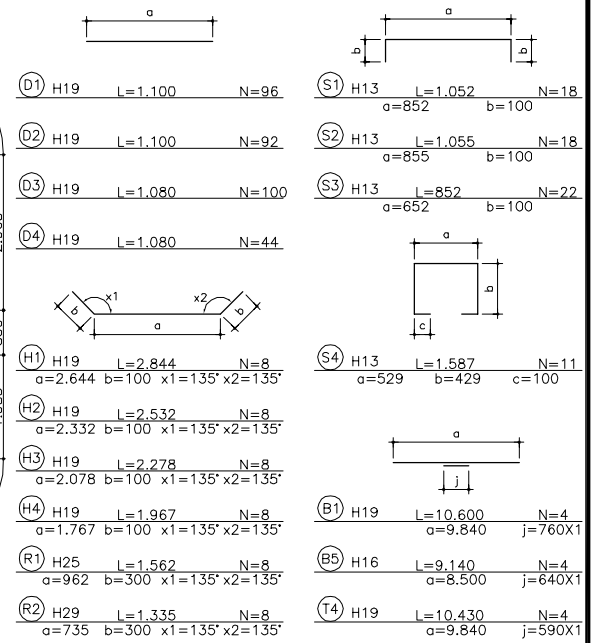 a
D1 H19 L=1.100 N=96
D2 H19 L=1.100 N=92
D3 H19 L=1.080 N=100
D4 H19 L=1.080 N=44
x1 x2
b a b
H1 H19 L=2.844 N=8
a=2.644 b=100 x1=135° x2=135°
H2 H19 L=2.532 N=8
a=2.332 b=100 x1=135° x2=135°
H3 H19 L=2.278 N=8
a=2.078 b=100 x1=135° x2=135°
H4 H19 L=1.967 N=8
a=1.767 b=100 x1=135° x2=135°
R1 H25 L=1.562 N=8
a=962 b=300 x1=135° x2=135°
R2 H29 L=1.335 N=8
a=735 b=300 x1=135° x2=135°
a
b b
S1 H13 L=1.052 N=18
a=852 b=100
S2 H13 L=1.055 N=18
a=855 b=100
S3 H13 L=852 N=22
a=652 b=100
a
b
c
S4 H13 L=1.587 N=11
a=529 b=429 c=100
a
j
B1 H19 L=10.600 N=4
a=9.840 j=760X1
B5 H16 L=9.140 N=4
a=8.500 j=640X1
T4 H19 L=10.430 N=4
a=9.840 j=590X1